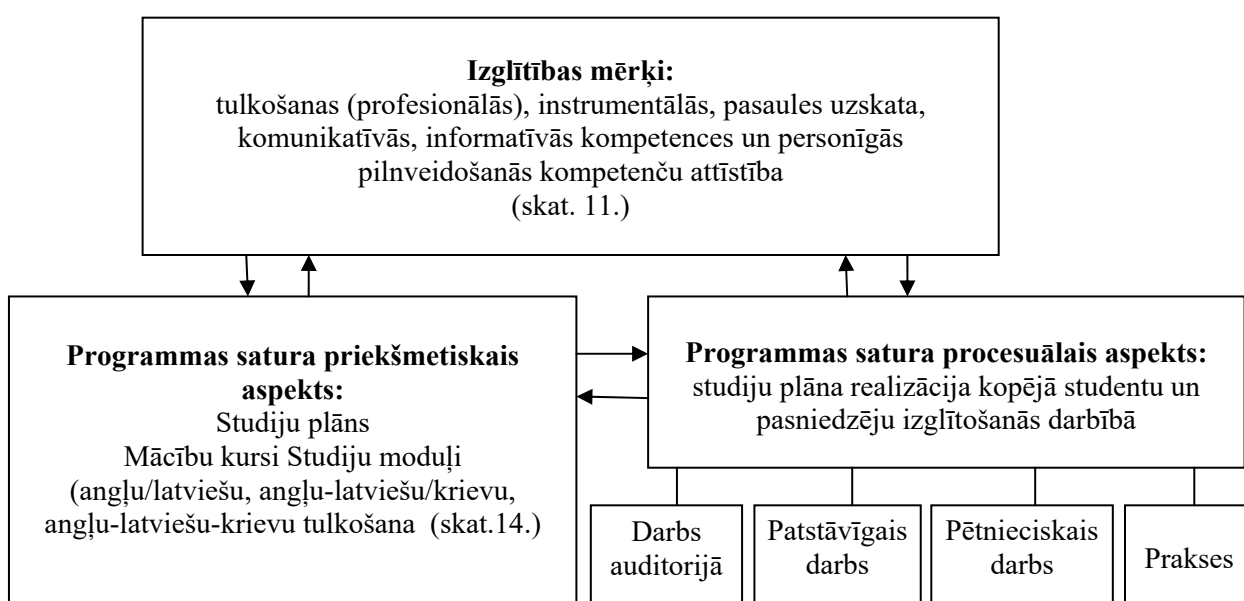 Izglītības mērķi:
tulkošanas (profesionālās), instrumentālās, pasaules uzskata,
komunikatīvās, informatīvās kompetences un personīgās
pilnveidošanās kompetenču attīstība
(skat. 11.)
Programmas satura priekšmetiskais
aspekts:
Studiju plāns
Mācību kursi Studiju moduļi
(angļu/latviešu, angļu-latviešu/krievu,
angļu-latviešu-krievu tulkošana (skat.14.)
Programmas satura procesuālais aspekts:
studiju plāna realizācija kopējā studentu un
pasniedzēju izglītošanās darbībā
Darbs
auditorijā
Patstāvīgais
darbs
Pētnieciskais
darbs
Prakses